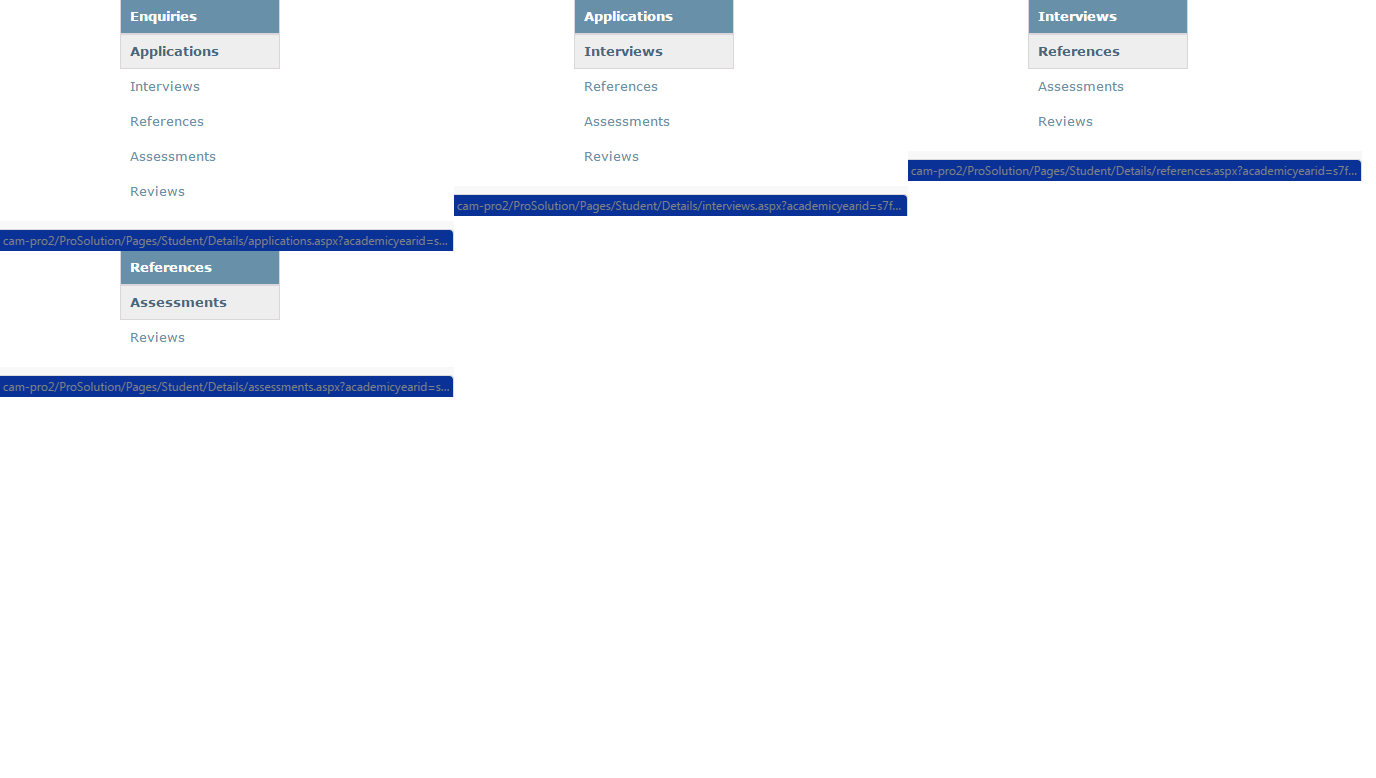 Enquiries
Applications
Interviews
References
Assessments
Reviews
cam-pro2/ProSolution/Pages/Student/Details/applications.aspx?academicyearid=s...
Applications
Interviews
References
Assessments
Reviews
cam-pro2/ProSolution/Pages/Student/Details/interviews.aspx?academicyearid=s7f...
Interviews
References
Assessments
Reviews
cam-pro2/ProSolution/Pages/Student/Details/references.aspx?academicyearid=s7f...
References
Assessments
Reviews
cam-pro2/ProSolution/Pages/Student/Details/assessments.aspx?academicyearid=s...